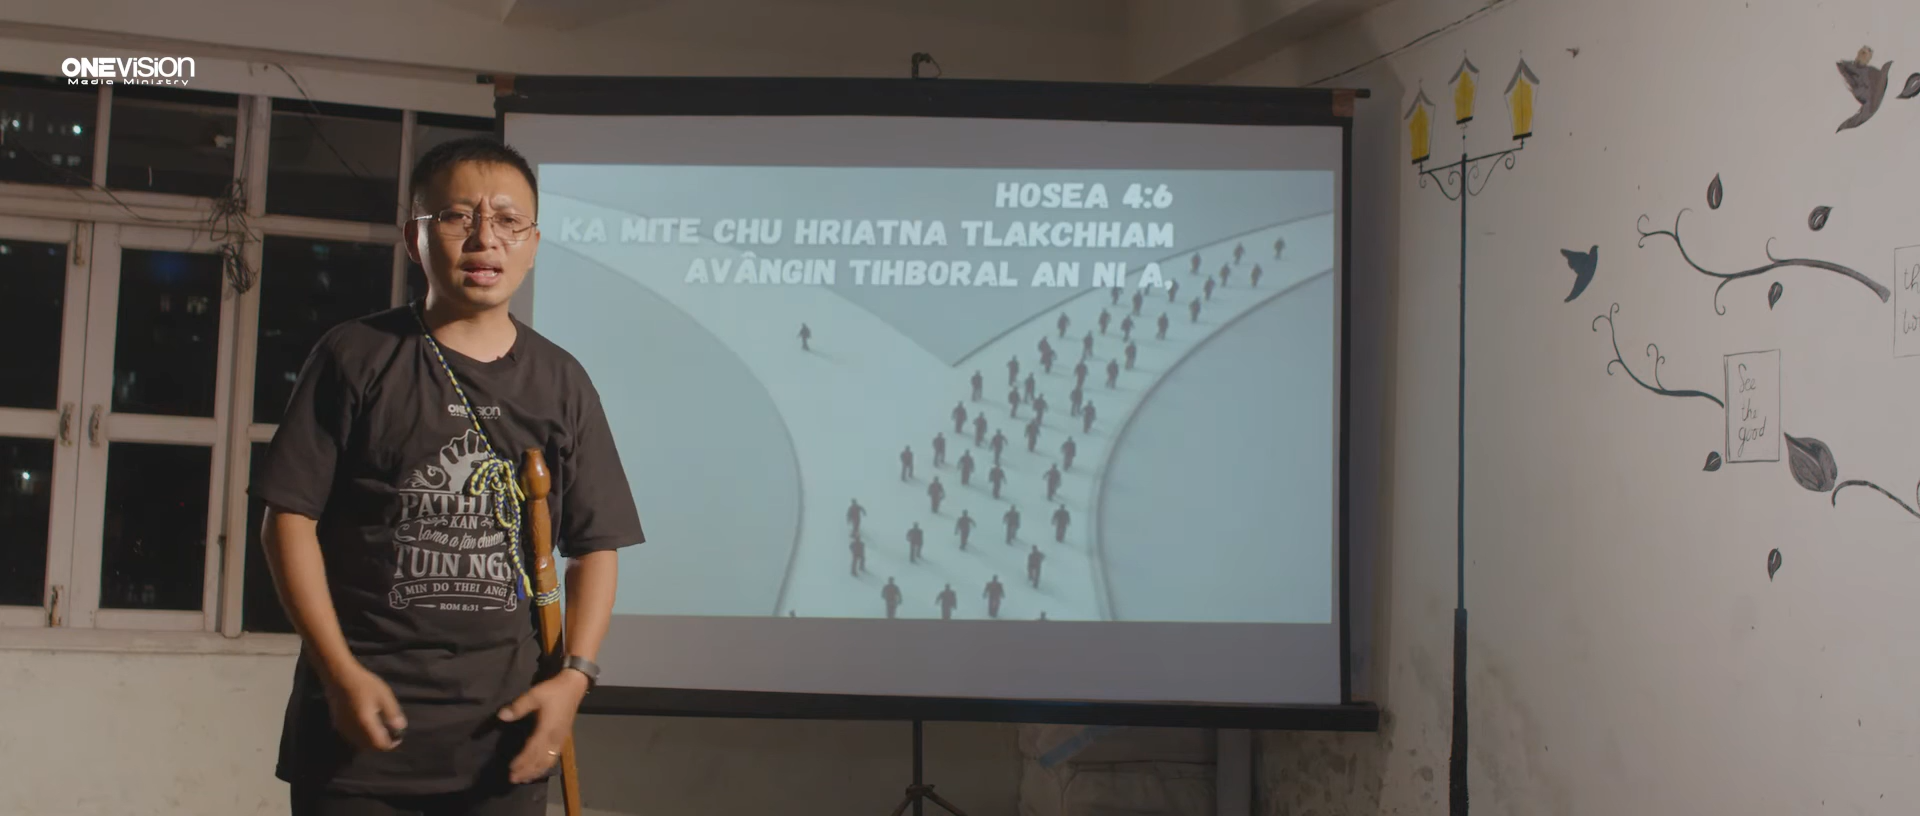 ONEVISION
Media Ministry
HOSEA 4:6
KA MITE CHU HRIATNA TLAKCHHAM
AVÂNGIN TIHBORAL AN NI A,
KAN
TUIN
MIN DO THEI ANG
ROM 8:31
See
the
good